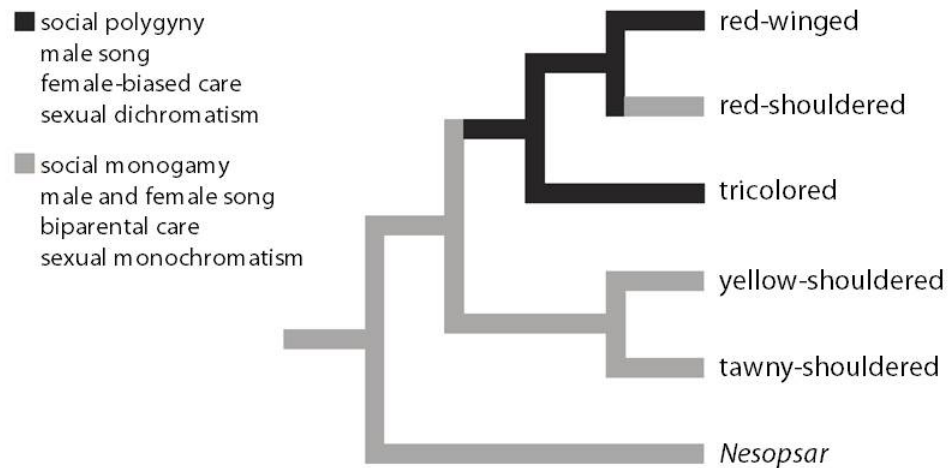 social polygyny
male song
female-biased care
sexual dichromatism
social monogamy
male and female song
biparental care
sexual monochromatism
red-winged
red-shouldered
tricolored
yellow-shouldered
tawny-shouldered
Nesopsar